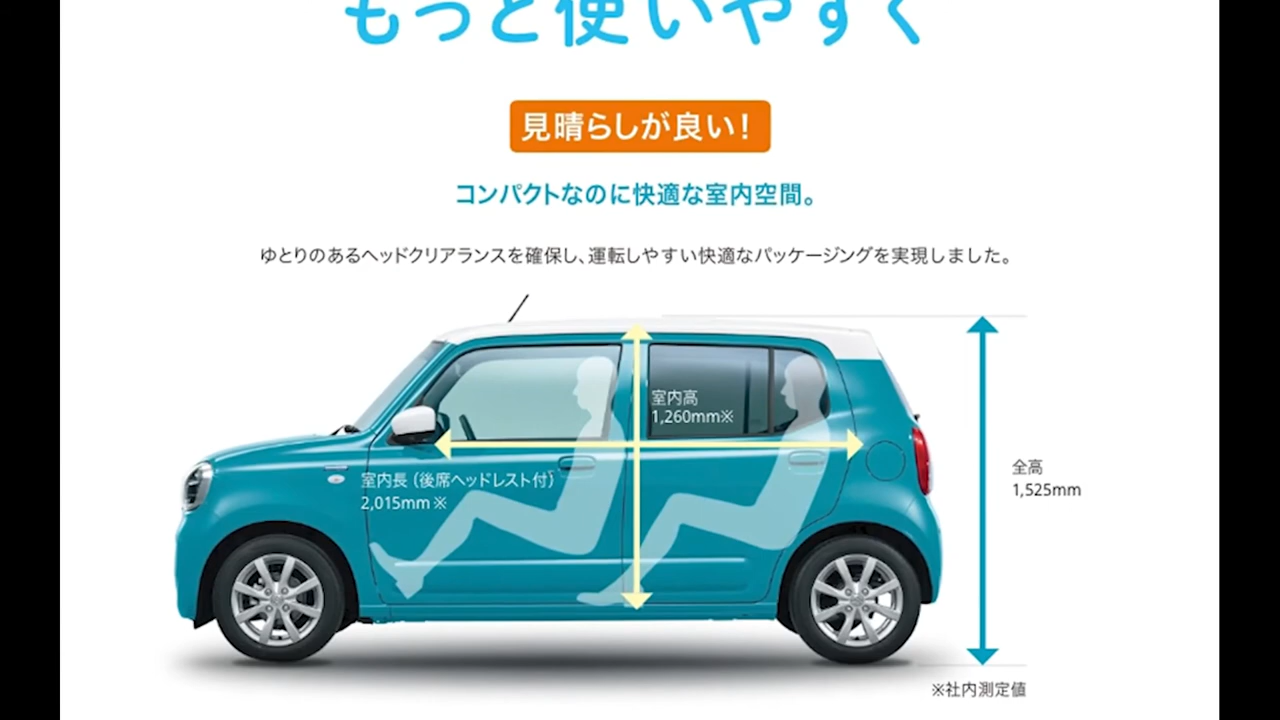 もっと使いやすく
見晴らしが良い!
コンパクトなのに快適な室内空間。
ゆとりのあるヘッドクリアランスを確保し、運転しやすい快適なパッケージングを実現しました。
室内高
1,260mm※
室内長（後席ヘッドレスト付）
2,015mm ※
全高
1,525mm
※社内測定値